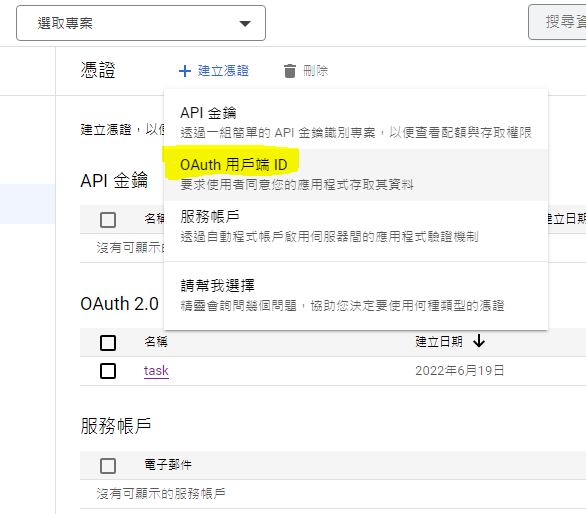 選取專案
搜尋資
憑證
建立憑證
刪除
建立憑證，以便
API 金鑰
透過一組簡單的 API 金鑰識別專案，以便查看配額與存取權限
OAuth 用戶端 ID
要求使用者同意您的應用程式存取其資料
服務帳戶
透過自動程式帳戶啟用伺服器間的應用程式驗證機制
請幫我選擇
精靈會詢問幾個問題，協助您決定要使用何種類型的憑證
API 金鑰
名稱
建立日期
沒有可顯示的
OAuth 2.0
名稱
建立日期
task
2022年6月19日
服務帳戶
電子郵件
沒有可顯示的服務帳戶